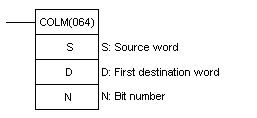 COLM(064)
S S: Source word
D D: First destination word
N N: Bit number